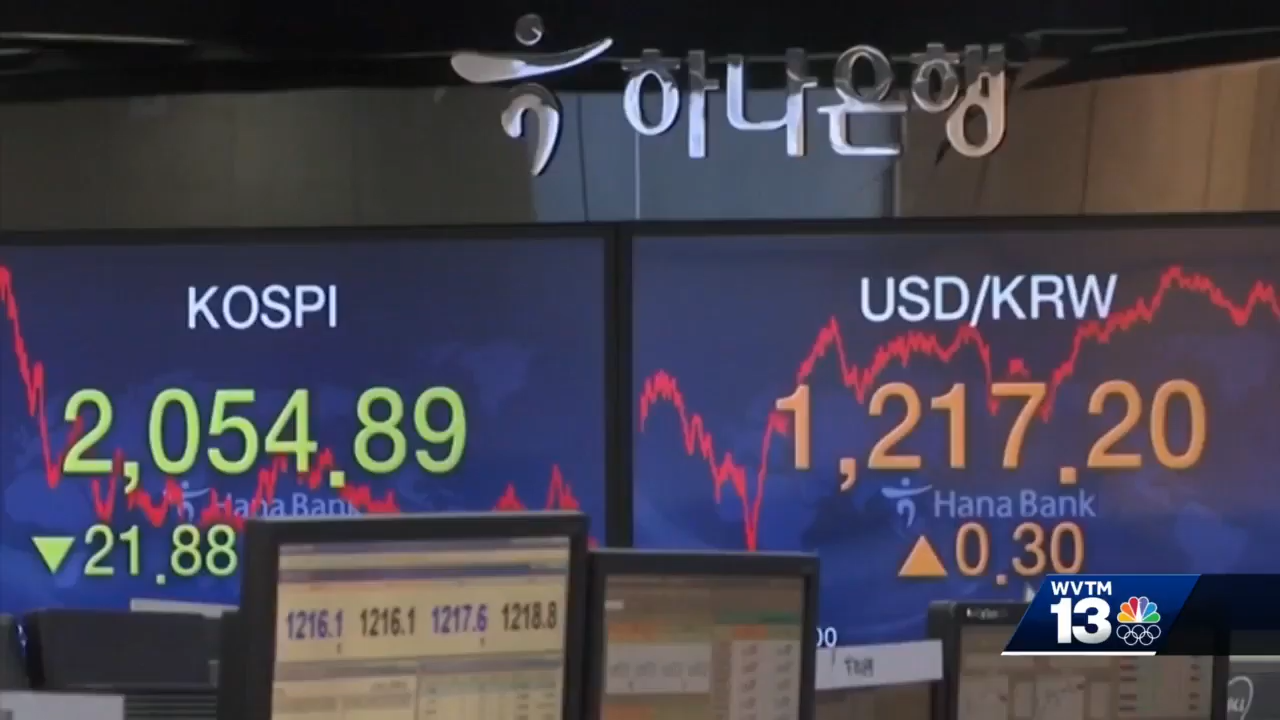 하나은행
KOSPI
2,054.89
Hana Bank
▼21.88
USD/KRW
1,217.20
Hana Bank
▲0.30
1216.1 1216.1 1217.6 1218.8
WVTM
13